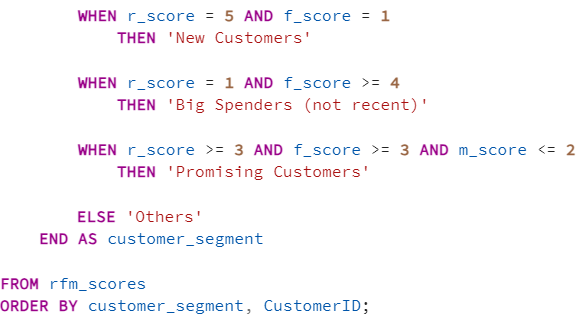 WHEN r_score = 5 AND f_score = 1
THEN 'New Customers'
WHEN r_score = 1 AND f_score >= 4
THEN 'Big Spenders (not recent)'
WHEN r_score >= 3 AND f_score >= 3 AND m_score <= 2
THEN 'Promising Customers'
ELSE 'Others'
END AS customer_segment
FROM rfm_scores
ORDER BY customer_segment, CustomerID;